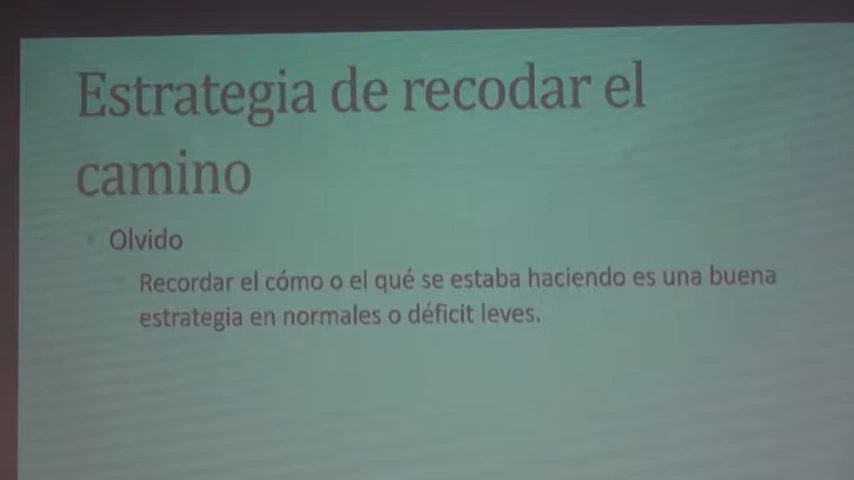 Estrategia de recodar el
camino
Olvido
Recordar el cómo o el qué se estaba haciendo es una buena
estrategia en normales o déficit leves.